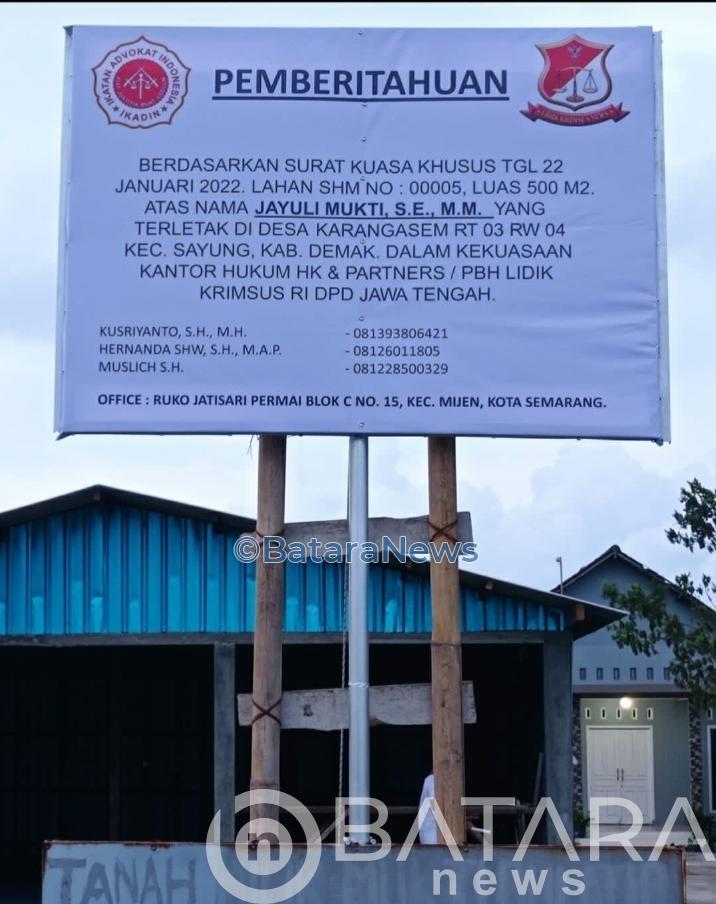 IKATAN ADVOKAT INDONESIA
IKADIN
PEMBERITAHUAN
BERDASARKAN SURAT KUASA KHUSUS TGL 22
JANUARI 2022. LAHAN SHM NO : 00005, LUAS 500 M2.
ATAS NAMA JAYULI MUKTI, S.E., M.M. YANG
TERLETAK DI DESA KARANGASEM RT 03 RW 04
KEC. SAYUNG, KAB. DEMAK. DALAM KEKUASAAN
KANTOR HUKUM HK & PARTNERS / PBH LIDIK
KRIMSUS RI DPD JAWA TENGAH.
KUSRIYANTO, S.H., M.H. - 081393806421
HERNANDA SHW, S.H., M.A.P. - 08126011805
MUSLICH S.H. - 081228500329
OFFICE : RUKO JATISARI PERMAI BLOK C NO. 15, KEC. MIJEN, KOTA SEMARANG.
©BataraNews
n BATARA
news
TANAH